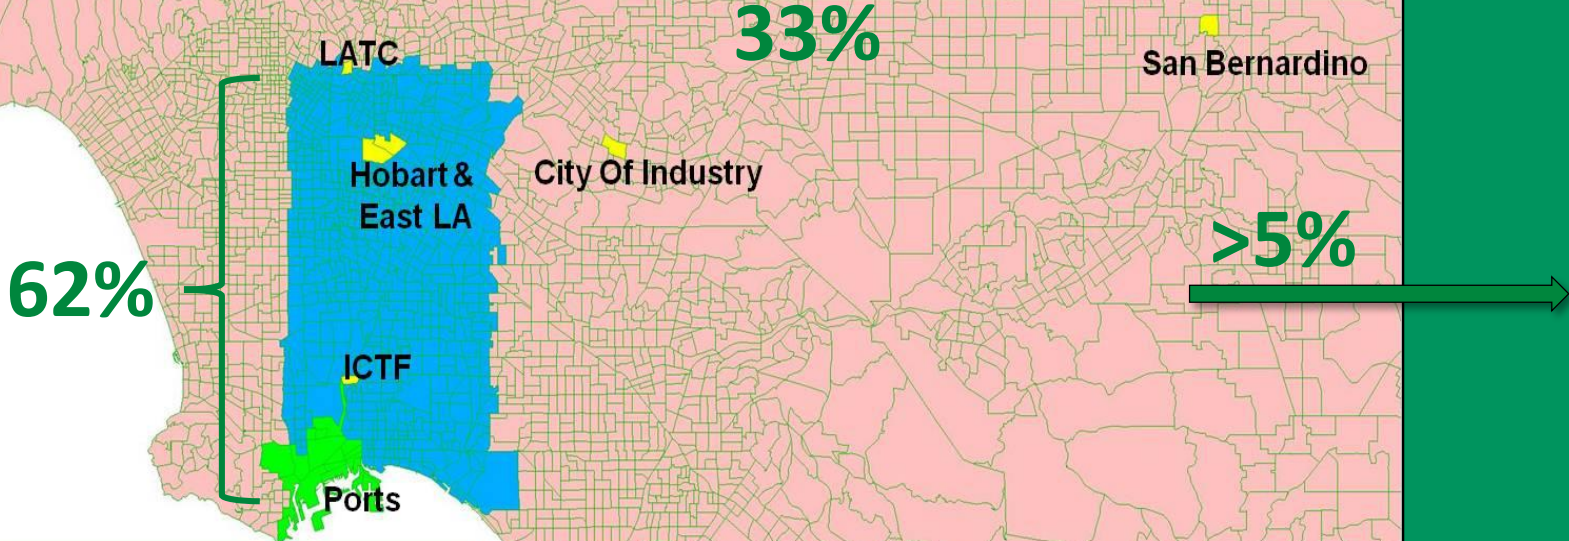 33%
LATC
San Bernardino
Hobart &
East LA
City Of Industry
>5%
62%
ICTF
Ports